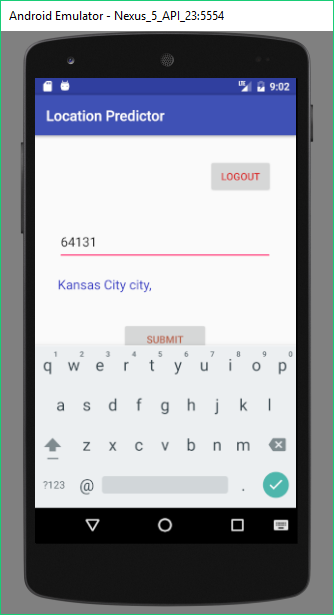 Android Emulator - Nexus_5_API_23:5554
LTE 9:02
Location Predictor
LOGOUT
64131
Kansas City city,
SUBMIT
1 2 3 4 5 6 7 8 9 0
q w e r t y u i o p
a s d f g h j k l
z x c v b n m
?123 @ .